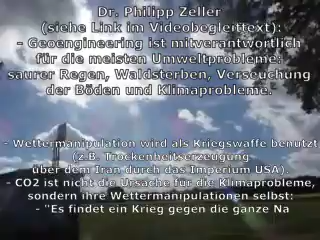 Dr. Philipp Zeller
(siehe Link im Videobegleittext):
- Geoengineering ist mitverantwortlich
für die meisten Umweltprobleme:
saurer Regen, Waldsterben, Verseuchung
der Böden und Klimaprobleme."
- Wettermanipulation wird als Kriegswaffe benutzt
(z.B. Trockenheitserzeugung
über dem Iran durch das Imperium USA).
- CO2 ist nicht die Ursache für die Klimaprobleme,
sondern ihre Wettermanipulationen selbst:
- "Es findet ein Krieg gegen die ganze Na